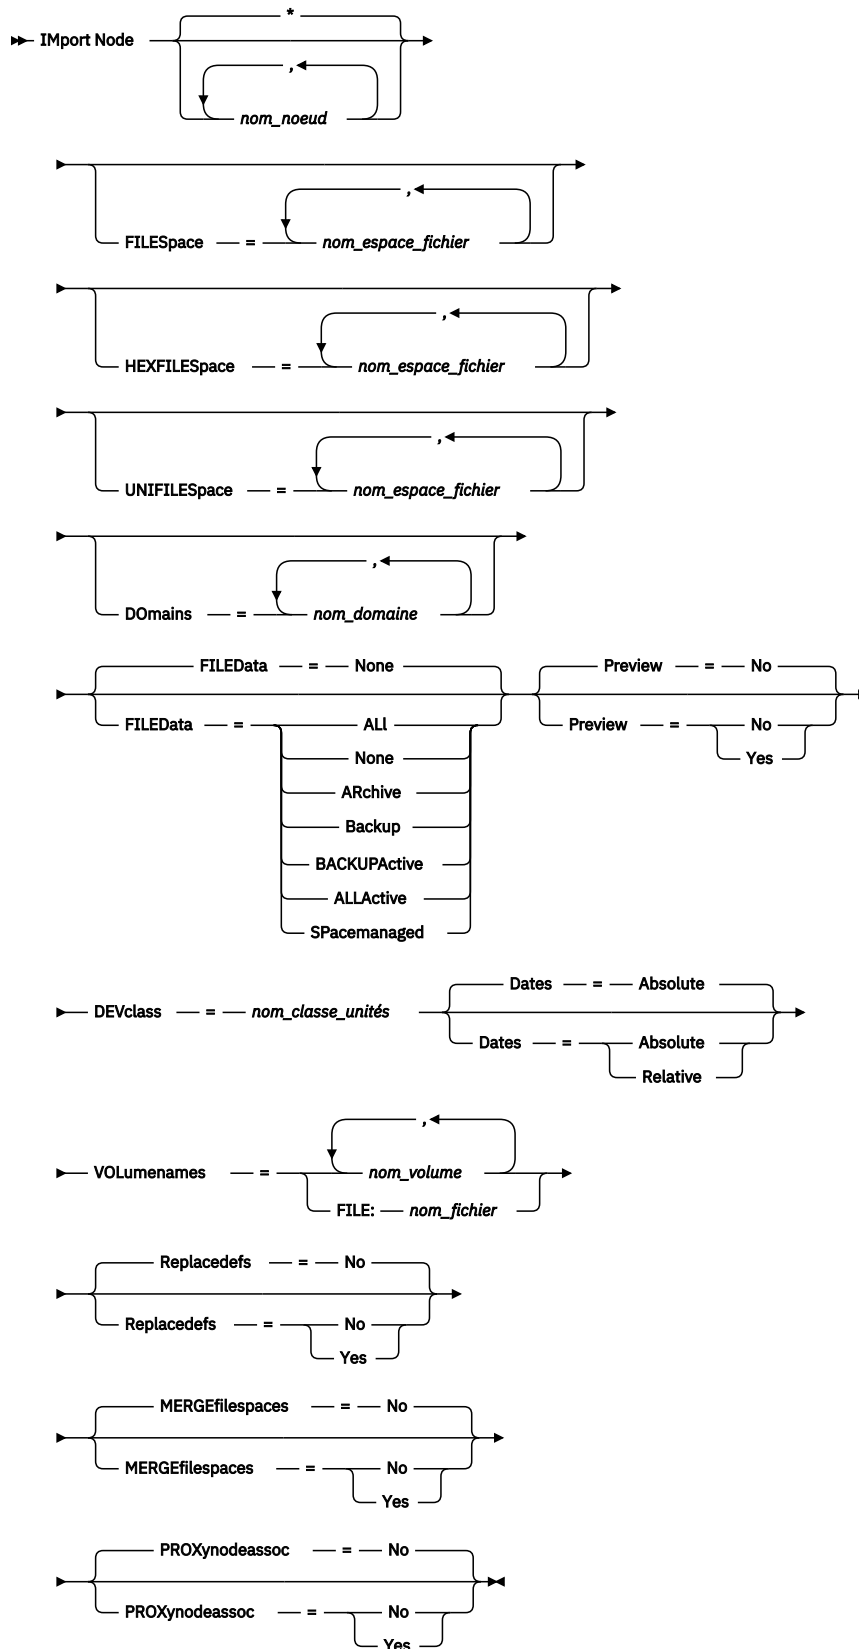 *
IMport Node
,
nom_noeud
,
FILESpace = nom_espace_fichier
,
HEXFILESpace = nom_espace_fichier
,
UNIFILESpace = nom_espace_fichier
,
DOmains = nom_domaine
FILEData = None Preview = No
FILEData = ALl Preview = No
None Yes
ARchive
Backup
BACKUPActive
ALLActive
SPacemanaged
Dates = Absolute
DEVclass = nom_classe_unités
Dates = Absolute
Relative
,
VOLumenames = nom_volume
FILE: nom_fichier
Replacedefs = No
Replacedefs = No
Yes
MERGEfilespaces = No
MERGEfilespaces = No
Yes
PROXynodeassoc = No
PROXynodeassoc = No
Yes